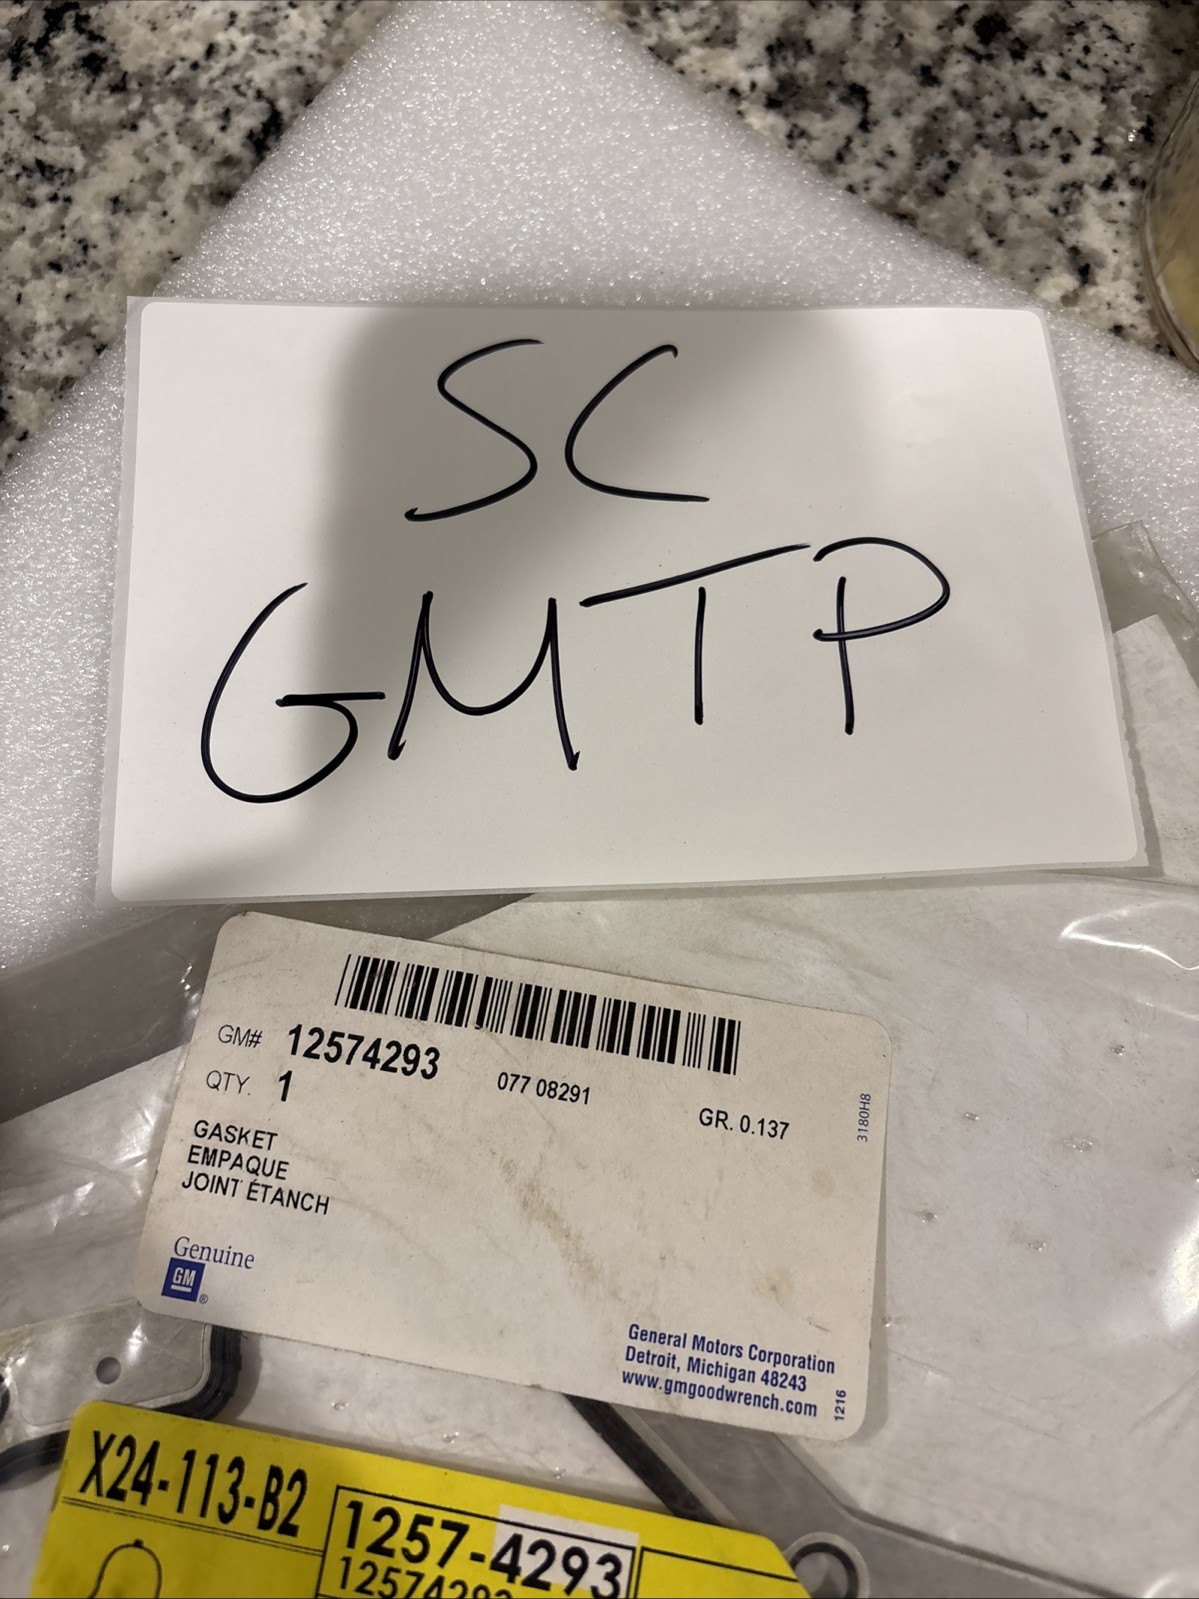 SC
GMTP
GM# 12574293
QTY. 1
077 08291
GR. 0.137
3180H8
GASKET
EMPAQUE
JOINT ÉTANCH
Genuine
GM®
General Motors Corporation
Detroit, Michigan 48243
www.gmgoodwrench.com
1216
X24-113-B2
1257-4293
12574293